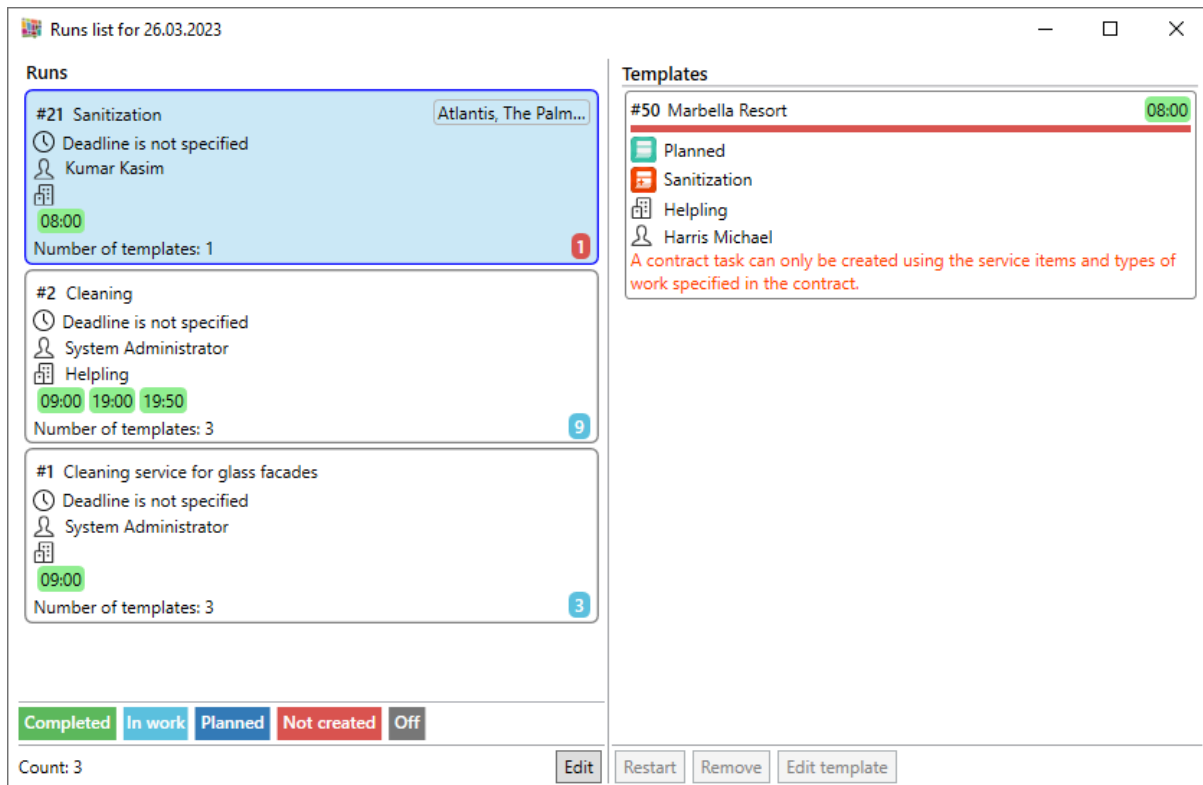 Runs list for 26.03.2023
Runs
#21 Sanitization
Atlantis, The Palm...
Deadline is not specified
Kumar Kasim
08:00
Number of templates: 1
1
#2 Cleaning
Deadline is not specified
System Administrator
Helpling
09:00 19:00 19:50
Number of templates: 3
9
#1 Cleaning service for glass facades
Deadline is not specified
System Administrator
09:00
Number of templates: 3
3
Completed In work Planned Not created Off
Count: 3
Edit
Templates
#50 Marbella Resort
08:00
Planned
Sanitization
Helpling
Harris Michael
A contract task can only be created using the service items and types of
work specified in the contract.
Restart Remove Edit template